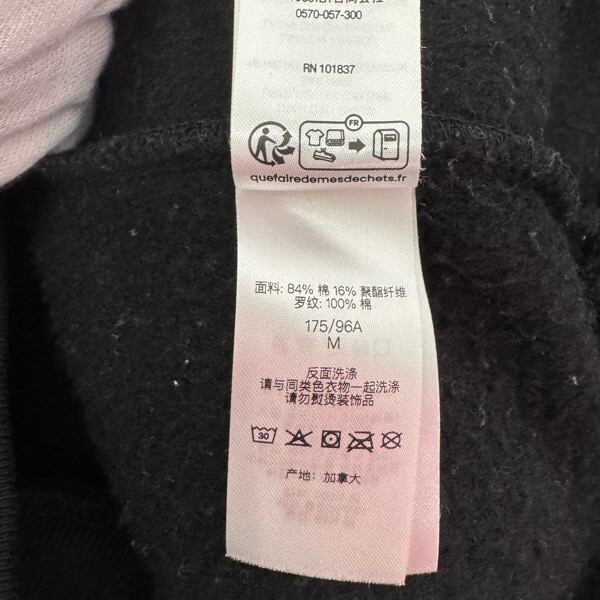 0570-057-300
RN 101837
FR
quefairedemesdechets.fr
面料: 84% 棉 16% 聚酯纤维
罗纹: 100% 棉
175/96A
M
反面洗涤
请与同类色衣物一起洗涤
请勿熨烫装饰品
30
产地: 加拿大